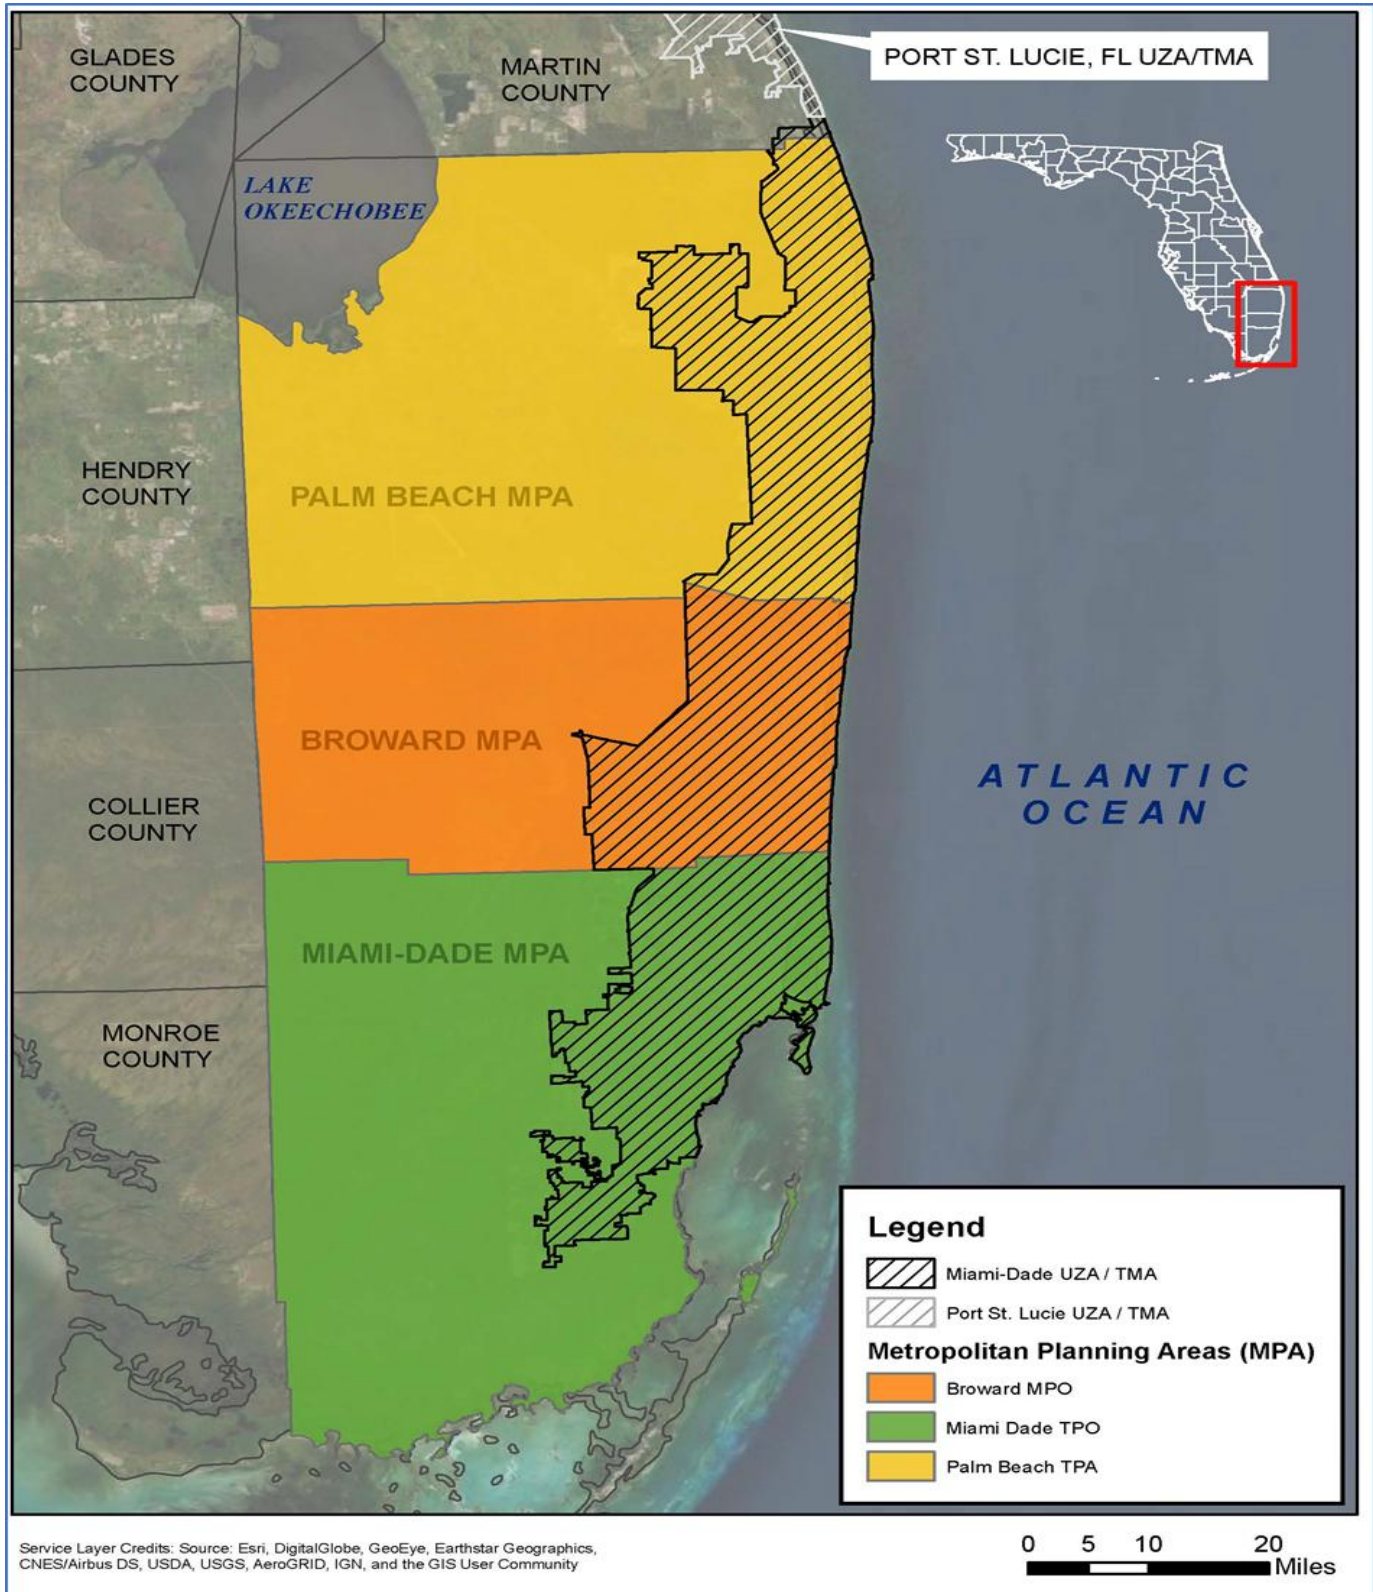 GLADES
COUNTY
MARTIN
COUNTY
PORT ST. LUCIE, FL UZA/TMA
LAKE
OKEECHOBEE
HENDRY
COUNTY
PALM BEACH MPA
BROWARD MPA
ATLANTIC
OCEAN
COLLIER
COUNTY
MIAMI-DADE MPA
MONROE
COUNTY
Legend
Miami-Dade UZA / TMA
Port St. Lucie UZA / TMA
Metropolitan Planning Areas (MPA)
Broward MPO
Miami Dade TPO
Palm Beach TPA
Service Layer Credits: Source: Esri, DigitalGlobe, GeoEye, Earthstar Geographics,
CNES/Airbus DS, USDA, USGS, AeroGRID, IGN, and the GIS User Community
0 5 10 20
Miles